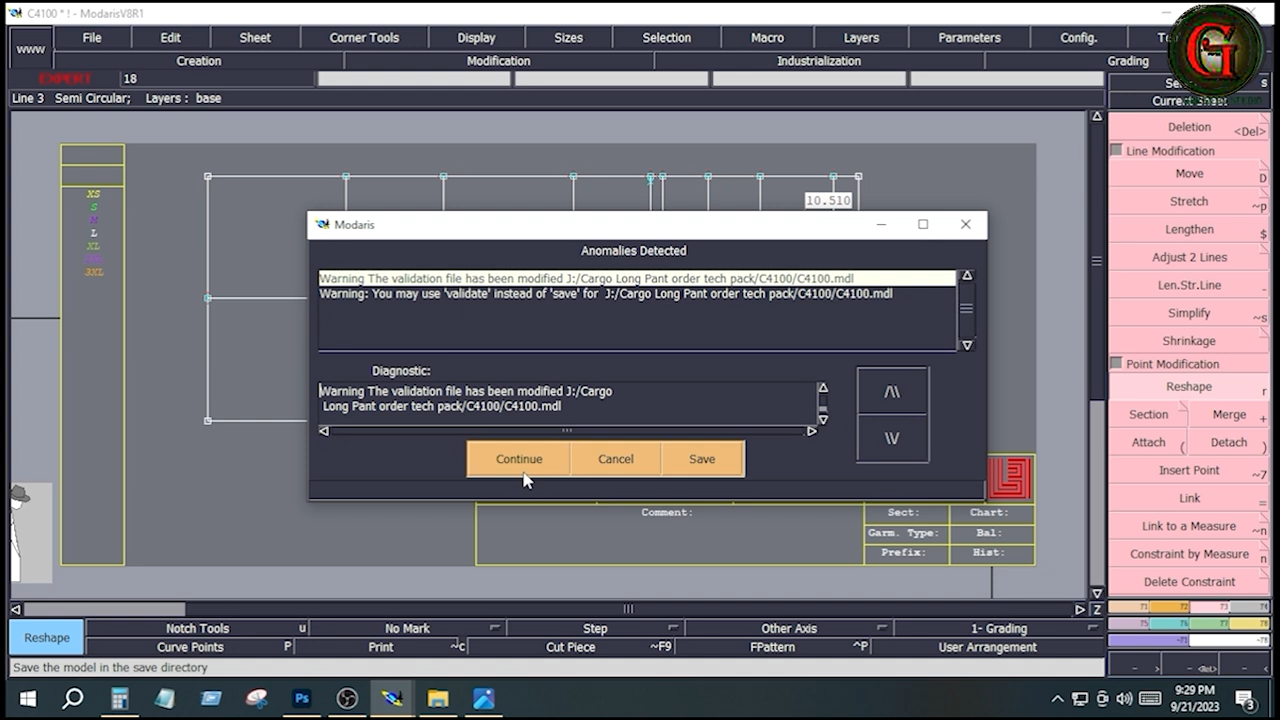 C4100 * ! - ModarisV8R1
www
File Edit Sheet Corner Tools Display Sizes Selection Macro Layers Parameters Config.
Creation Modification Industrialization Grading
EXPERT 18
Line 3 Semi Circular; Layers : base
G
s
Current Sheet
Deletion <Del>
Line Modification
Move D
Stretch ~p
Lengthen $
Adjust 2 Lines
Len.Str.Line -
Simplify ~s
Shrinkage
Point Modification
Reshape r
Section Merge +
Attach ( Detach )
Insert Point ~7
Link =
Link to a Measure ~n
Constraint by Measure n
Delete Constraint
XS
S
M
L
XL
3XL
10.510
Modaris
Anomalies Detected
Warning The validation file has been modified J:/Cargo Long Pant order tech pack/C4100/C4100.mdl
Warning: You may use 'validate' instead of 'save' for J:/Cargo Long Pant order tech pack/C4100/C4100.mdl
Diagnostic:
Warning The validation file has been modified J:/Cargo
Long Pant order tech pack/C4100/C4100.mdl
/\\
\\/
Continue Cancel Save
Comment: Sect: Chart:
Garm. Type: Bal:
Prefix: Hist:
Z
Reshape
Notch Tools u No Mark Step Other Axis 1- Grading
Curve Points P Print ~c Cut Piece ~F9 FPattern ^P User Arrangement
Save the model in the save directory
Ps
9:29 PM
9/21/2023
3